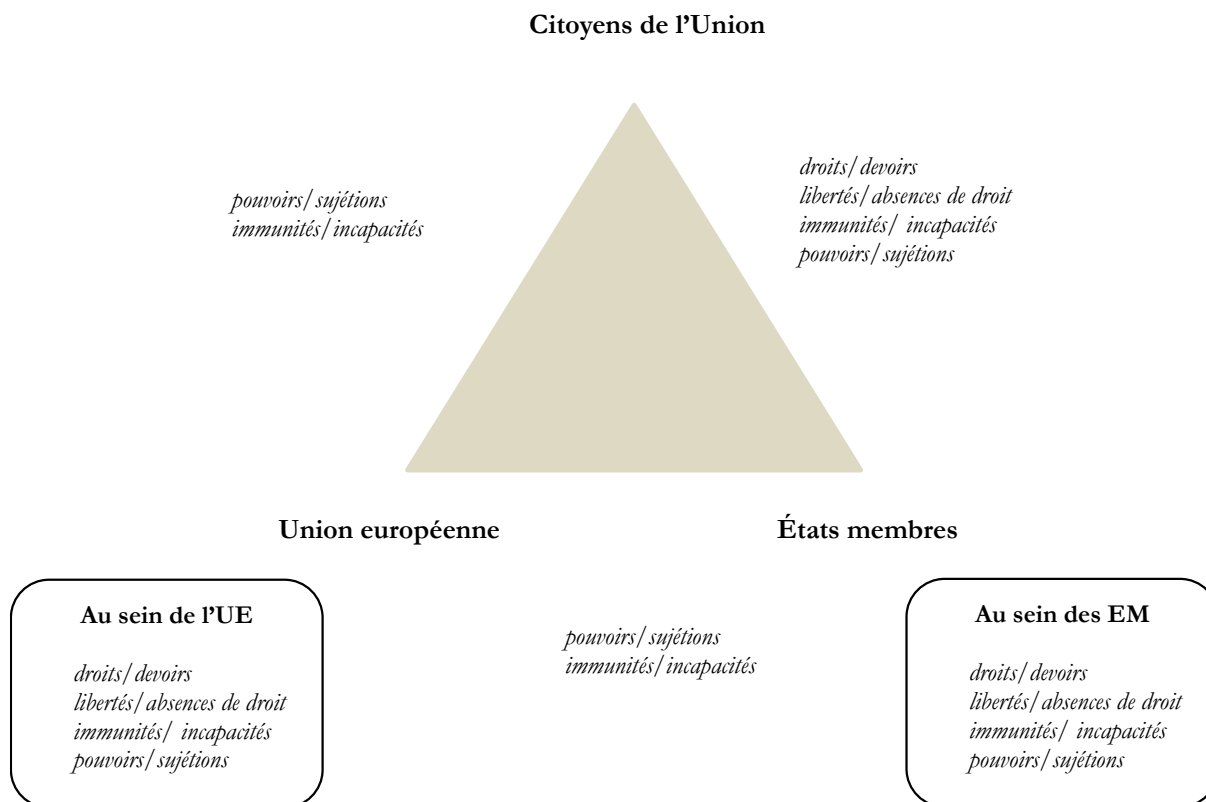 Citoyens de l’Union
pouvoirs/sujétions
immunités/incapacités
droits/devoirs
libertés/absences de droit
immunités/ incapacités
pouvoirs/sujétions
Union européenne
États membres
Au sein de l’UE
droits/devoirs
libertés/absences de droit
immunités/ incapacités
pouvoirs/sujétions
pouvoirs/sujétions
immunités/incapacités
Au sein des EM
droits/devoirs
libertés/absences de droit
immunités/ incapacités
pouvoirs/sujétions